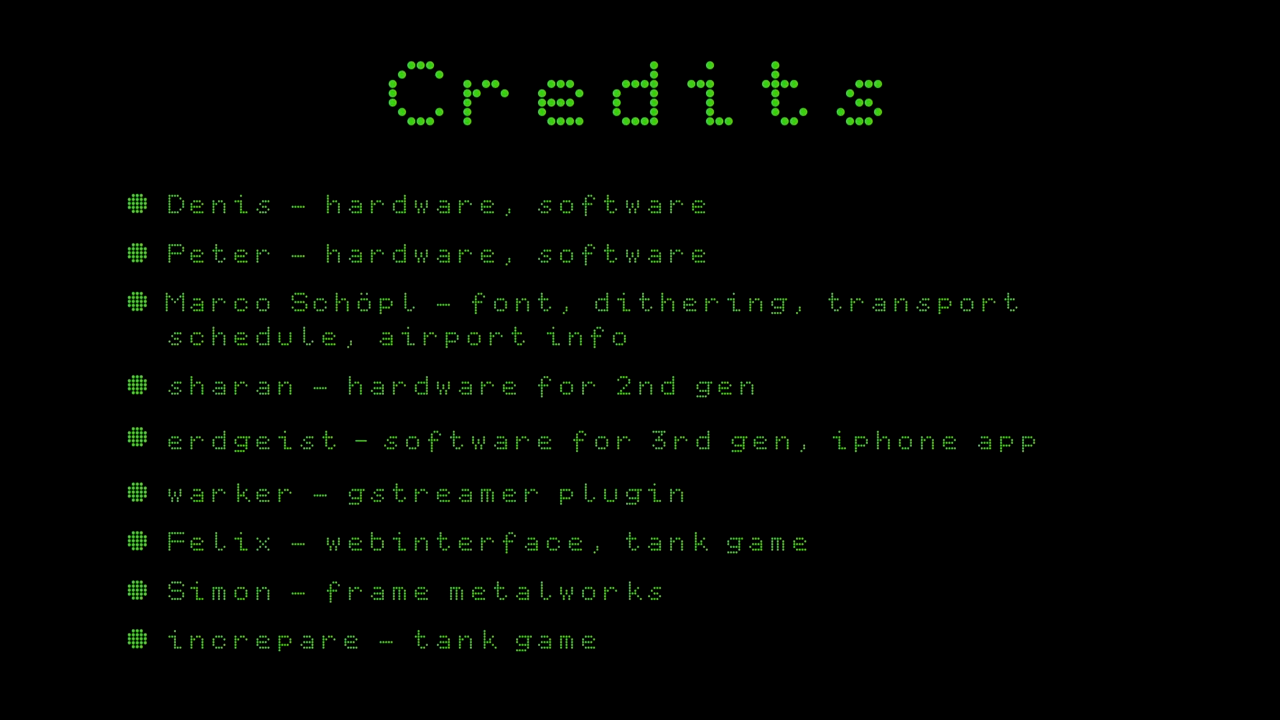 Credits
Denis – hardware, software
Peter – hardware, software
Marco Schöpl – font, dithering, transport
schedule, airport info
sharan – hardware for 2nd gen
erdgeist - software for 3rd gen, iphone app
warker – gstreamer plugin
Felix – webinterface, tank game
Simon – frame metalworks
increpare – tank game